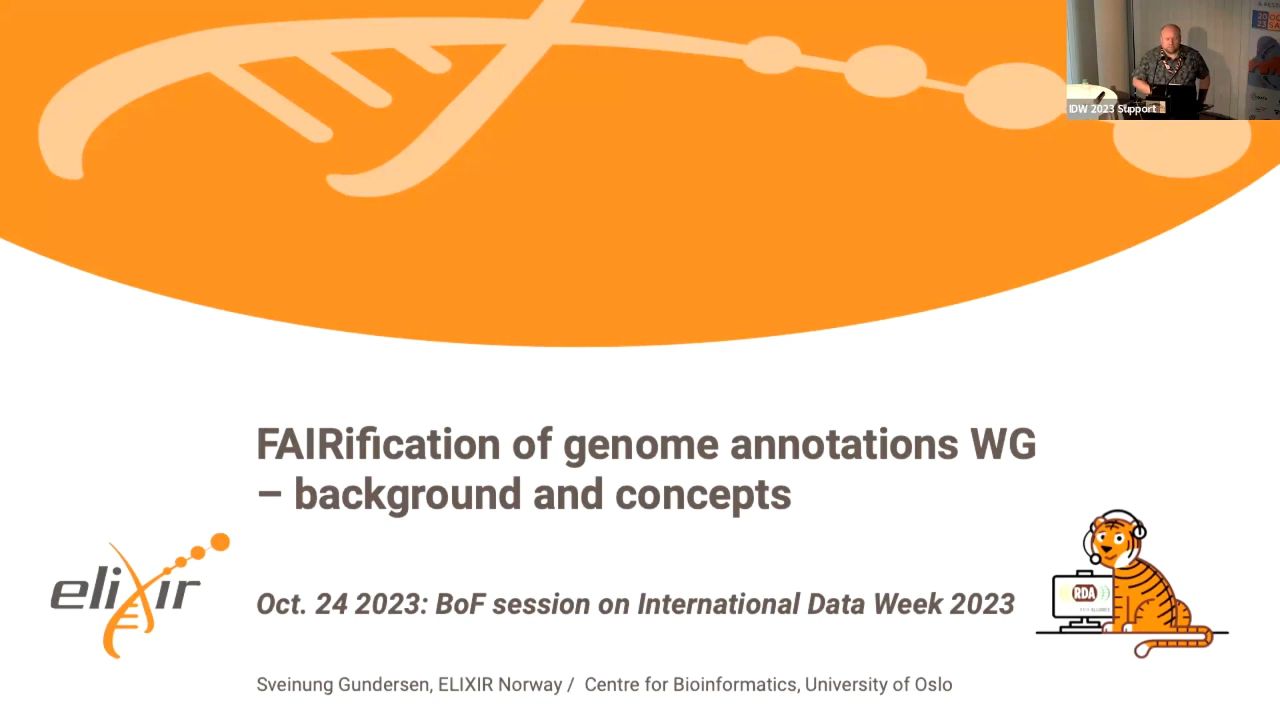 IDW 2023 Support
FAIRification of genome annotations WG
– background and concepts
elixir
RDA
Oct. 24 2023: BoF session on International Data Week 2023
Sveinung Gundersen, ELIXIR Norway / Centre for Bioinformatics, University of Oslo